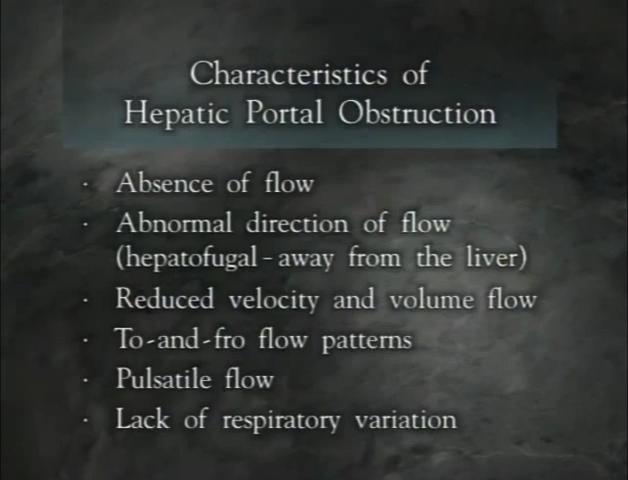 Characteristics of
Hepatic Portal Obstruction
· Absence of flow
· Abnormal direction of flow
(hepatofugal - away from the liver)
· Reduced velocity and volume flow
· To-and-fro flow patterns
· Pulsatile flow
· Lack of respiratory variation